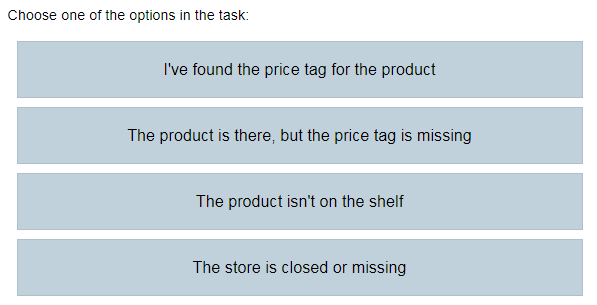 Choose one of the options in the task:
I've found the price tag for the product
The product is there, but the price tag is missing
The product isn't on the shelf
The store is closed or missing